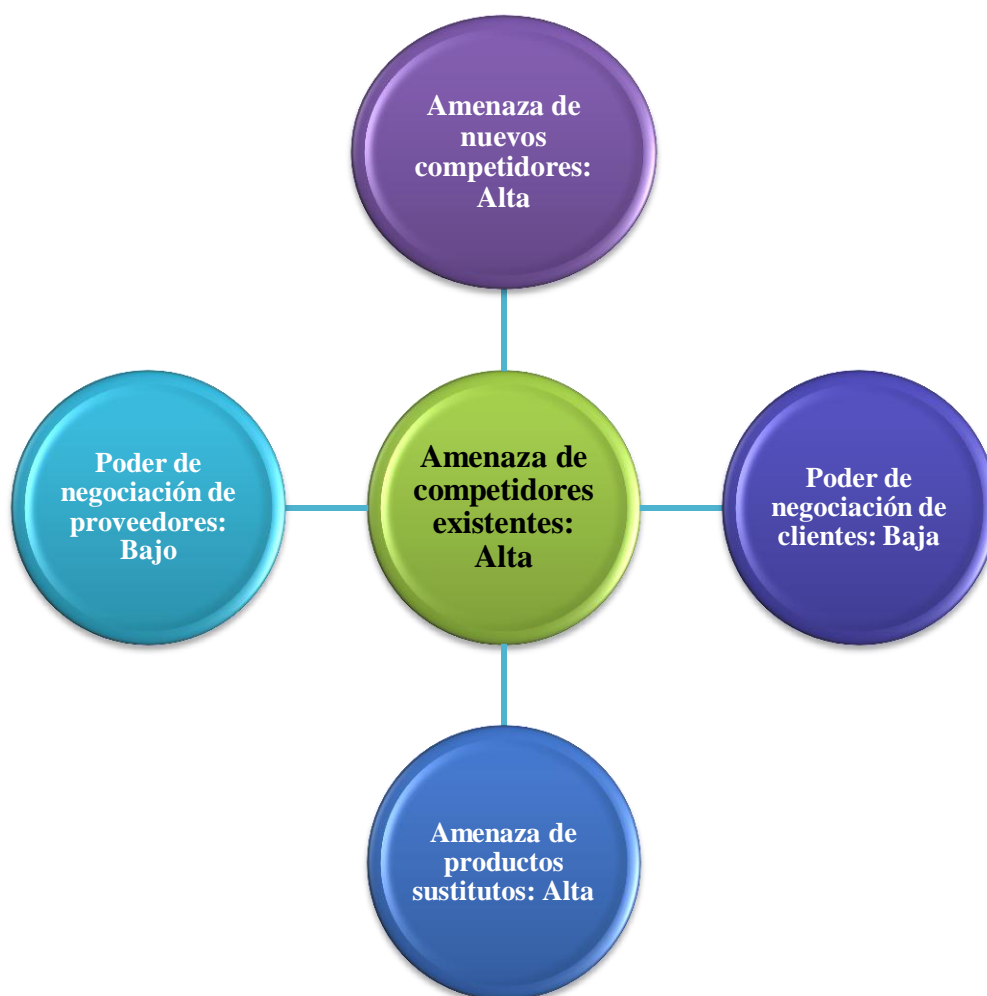 Amenaza de
nuevos
competidores:
Alta
Poder de
negociación de
proveedores:
Bajo
Amenaza de
competidores
existentes:
Alta
Poder de
negociación de
clientes: Baja
Amenaza de
productos
sustitutos: Alta